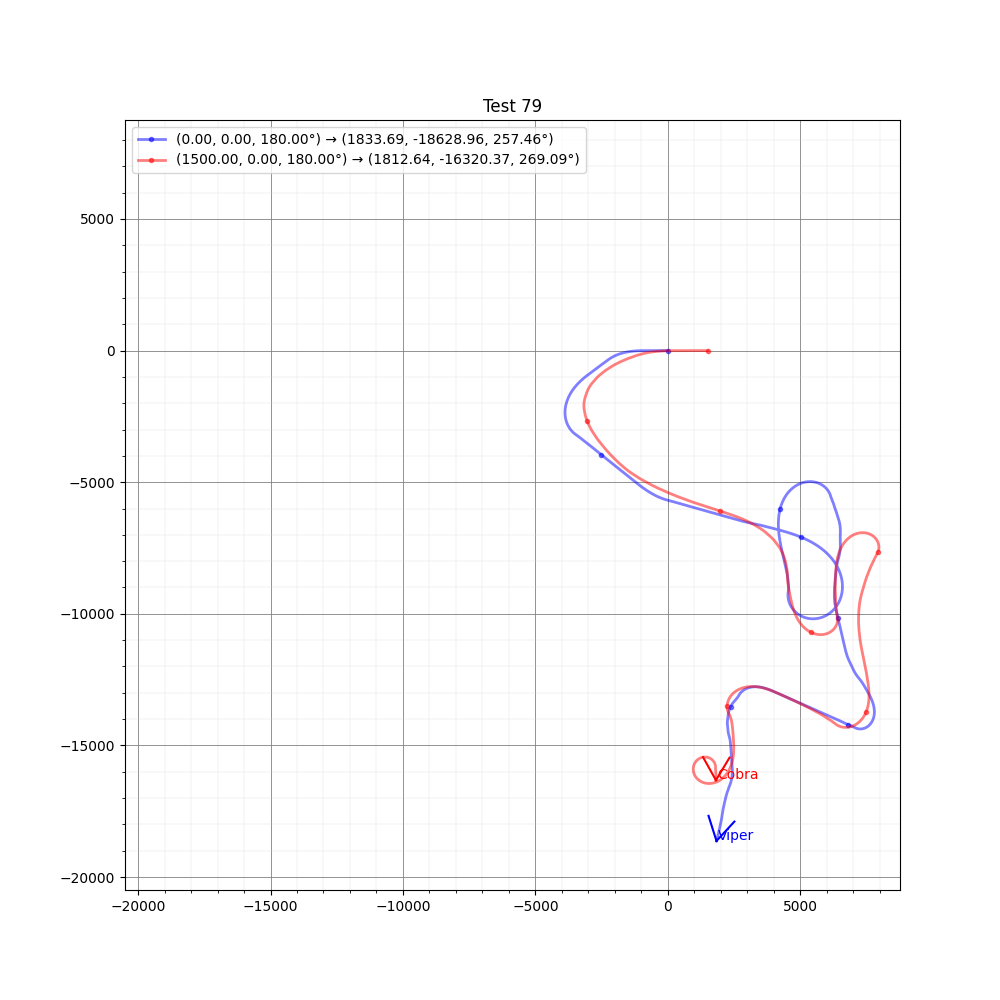 Test 79
(0.00, 0.00, 180.00°) → (1833.69, -18628.96, 257.46°)
(1500.00, 0.00, 180.00°) → (1812.64, -16320.37, 269.09°)
5000
0
−5000
−10000
−15000
−20000
Cobra
Viper
−20000 −15000 −10000 −5000 0 5000